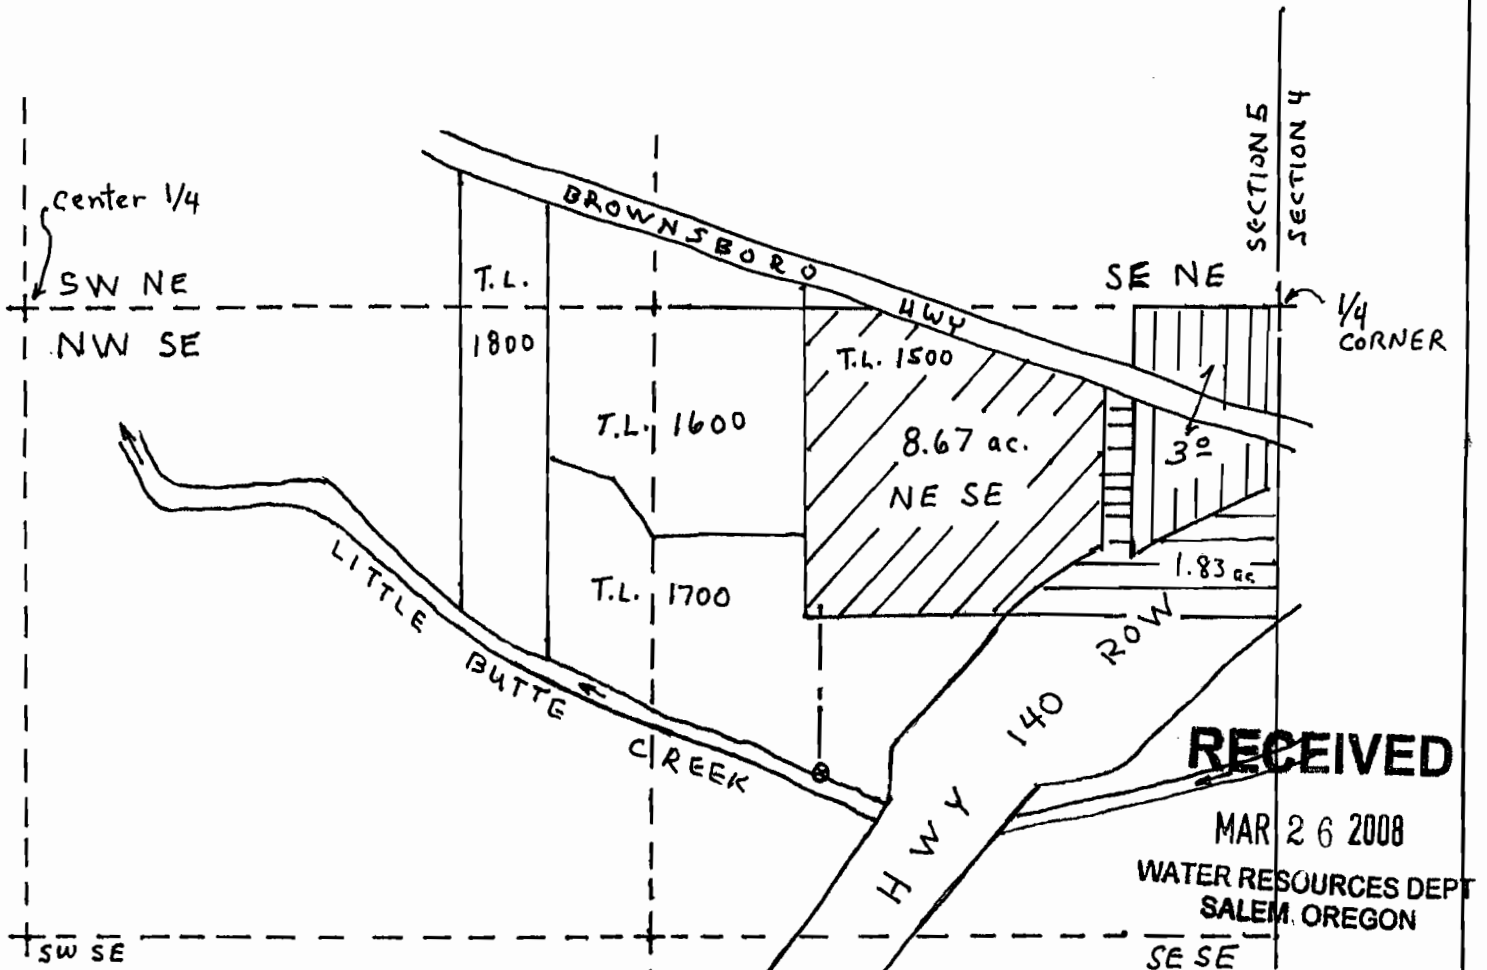 SECTION 5
SECTION 4
center 1/4
BROWNSBORO HWY
SW NE
T.L.
SE NE
1/4
CORNER
NW SE
1800
T.L. 1500
T.L. 1600
8.67 ac.
3º
NE SE
LITTLE BUTTE CREEK
T.L. 1700
1.83 ac.
HWY 140 ROW
RECEIVED
MAR 26 2008
WATER RESOURCES DEPT
SALEM, OREGON
SW SE
SE SE